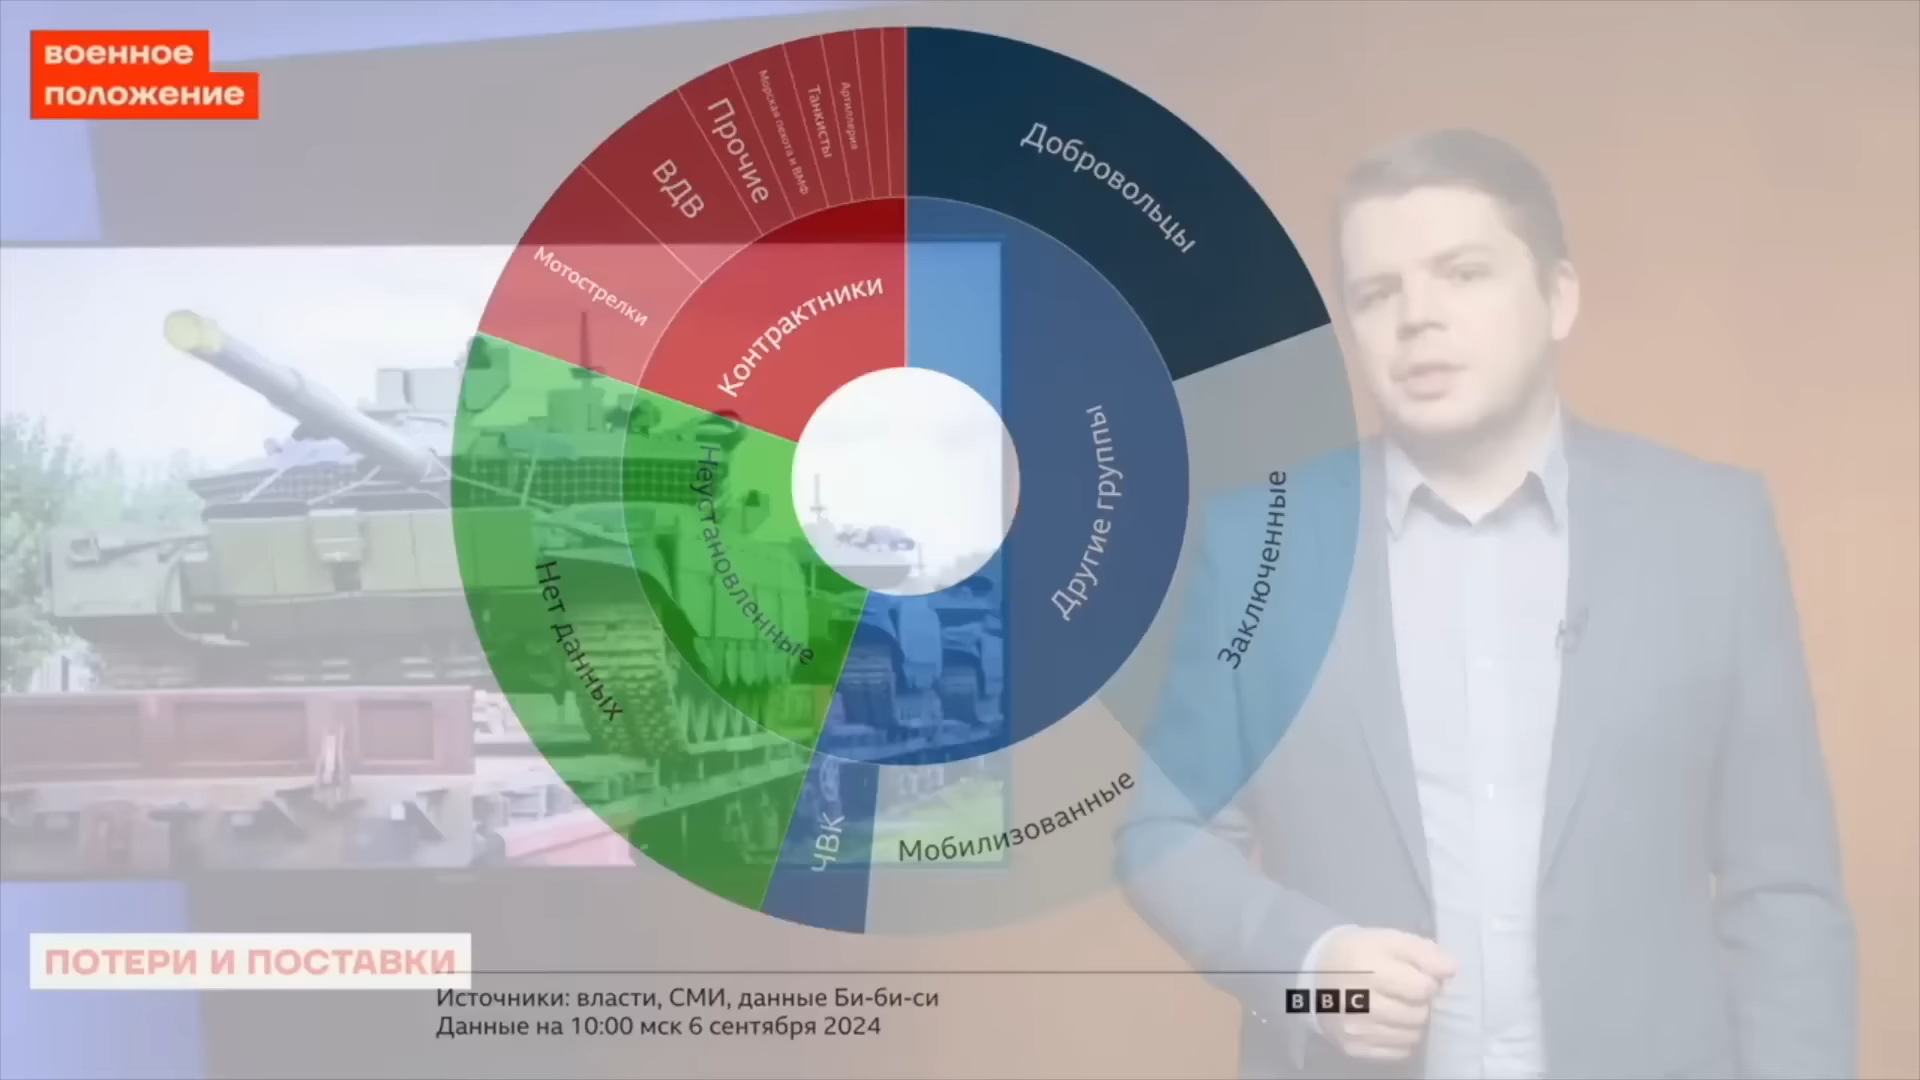 военное
положение
Добровольцы
Заключенные
Мобилизованные
ЧВК
Нет данных
Мотострелки
ВДВ
Прочие
Морская пехота и ВМФ
Танкисты
Артиллерия
Контрактники
Другие группы
Неустановленные
ПОТЕРИ И ПОСТАВКИ
Источники: власти, СМИ, данные Би-би-си
Данные на 10:00 мск 6 сентября 2024
BBC